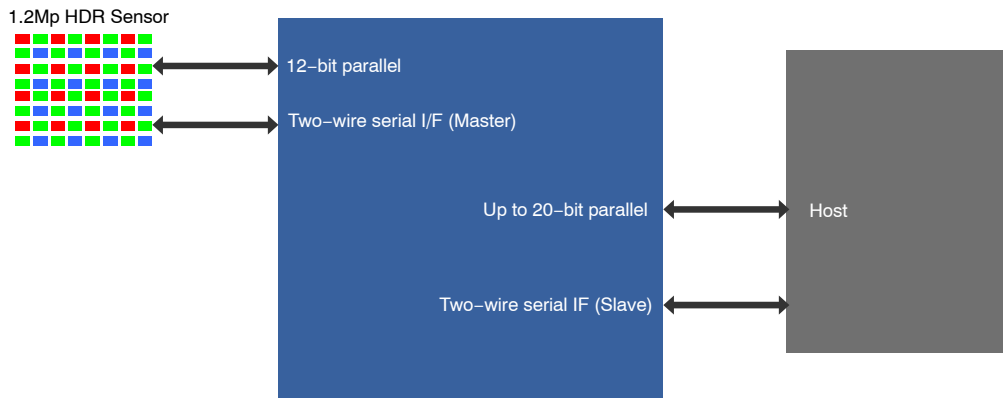 1.2Mp HDR Sensor
12−bit parallel
Two−wire serial I/F (Master)
Up to 20−bit parallel
Host
Two−wire serial IF (Slave)